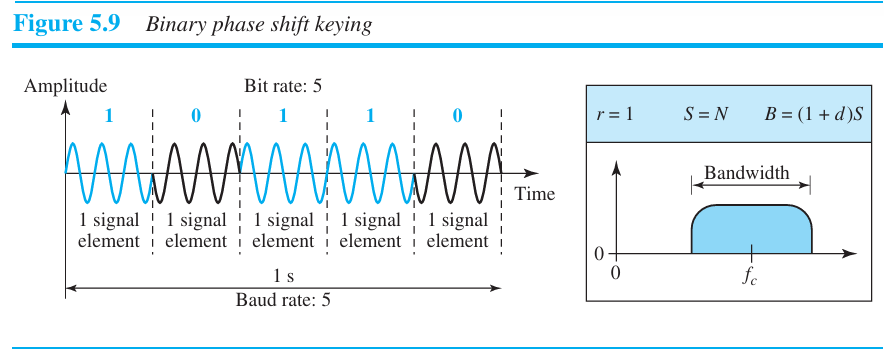 Figure 5.9 Binary phase shift keying
Amplitude
Bit rate: 5
1 0 1 1 0
Time
1 signal element
1 signal element
1 signal element
1 signal element
1 signal element
1 s
Baud rate: 5
r = 1 S = N B = (1 + d)S
Bandwidth
0
0
f_c